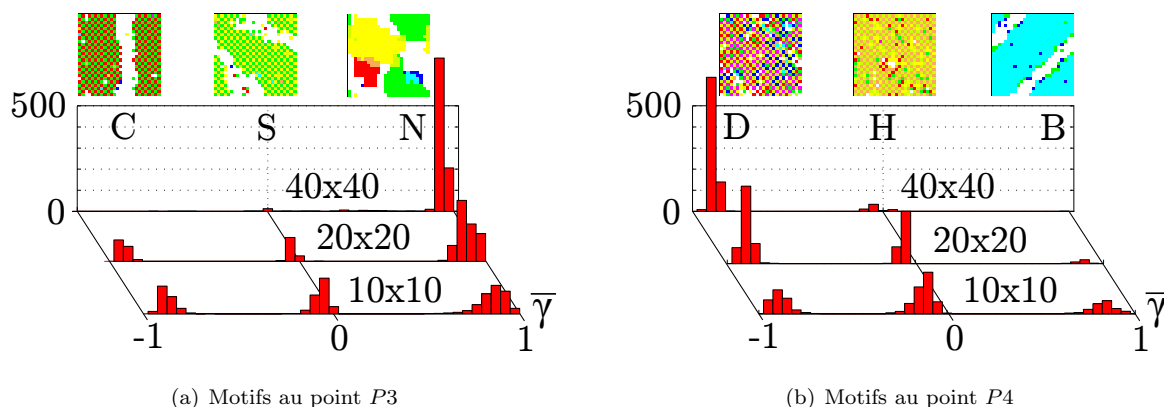 500
C S N
40x40
0
20x20
10x10
-1 0 1
γ̅
(a) Motifs au point P3
500
D H B
40x40
0
20x20
10x10
-1 0 1
γ̅
(b) Motifs au point P4